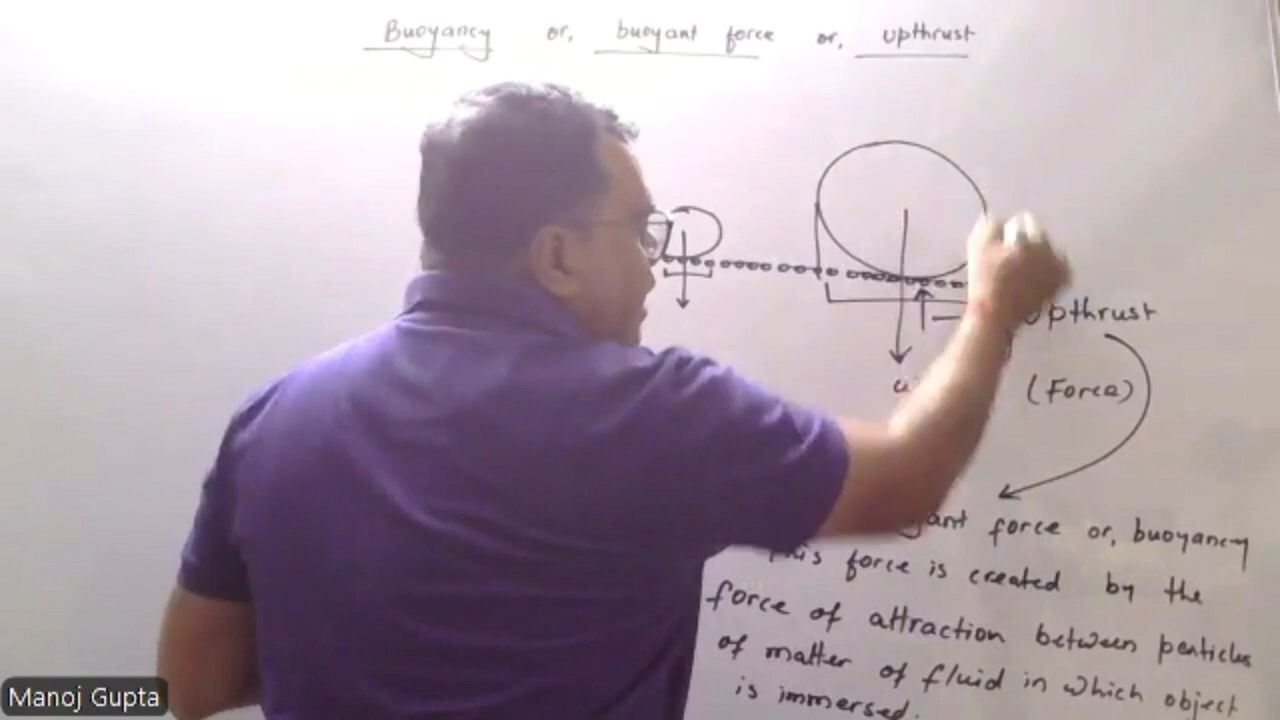 Buoyancy or, buoyant force or, upthrust
upthrust
(Force)
force or, buoyancy
This force is created by the
force of attraction between particles
of matter of fluid in which object
is immersed.
Manoj Gupta